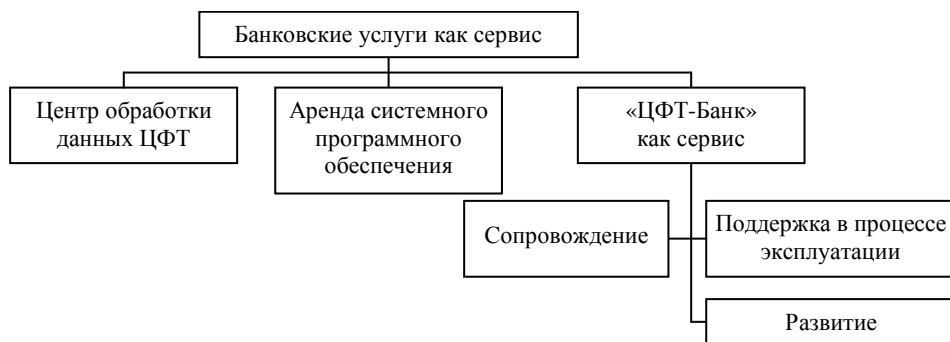 Банковские услуги как сервис
Центр обработки
данных ЦФТ
Аренда системного
программного
обеспечения
«ЦФТ-Банк»
как сервис
Сопровождение
Поддержка в процессе
эксплуатации
Развитие